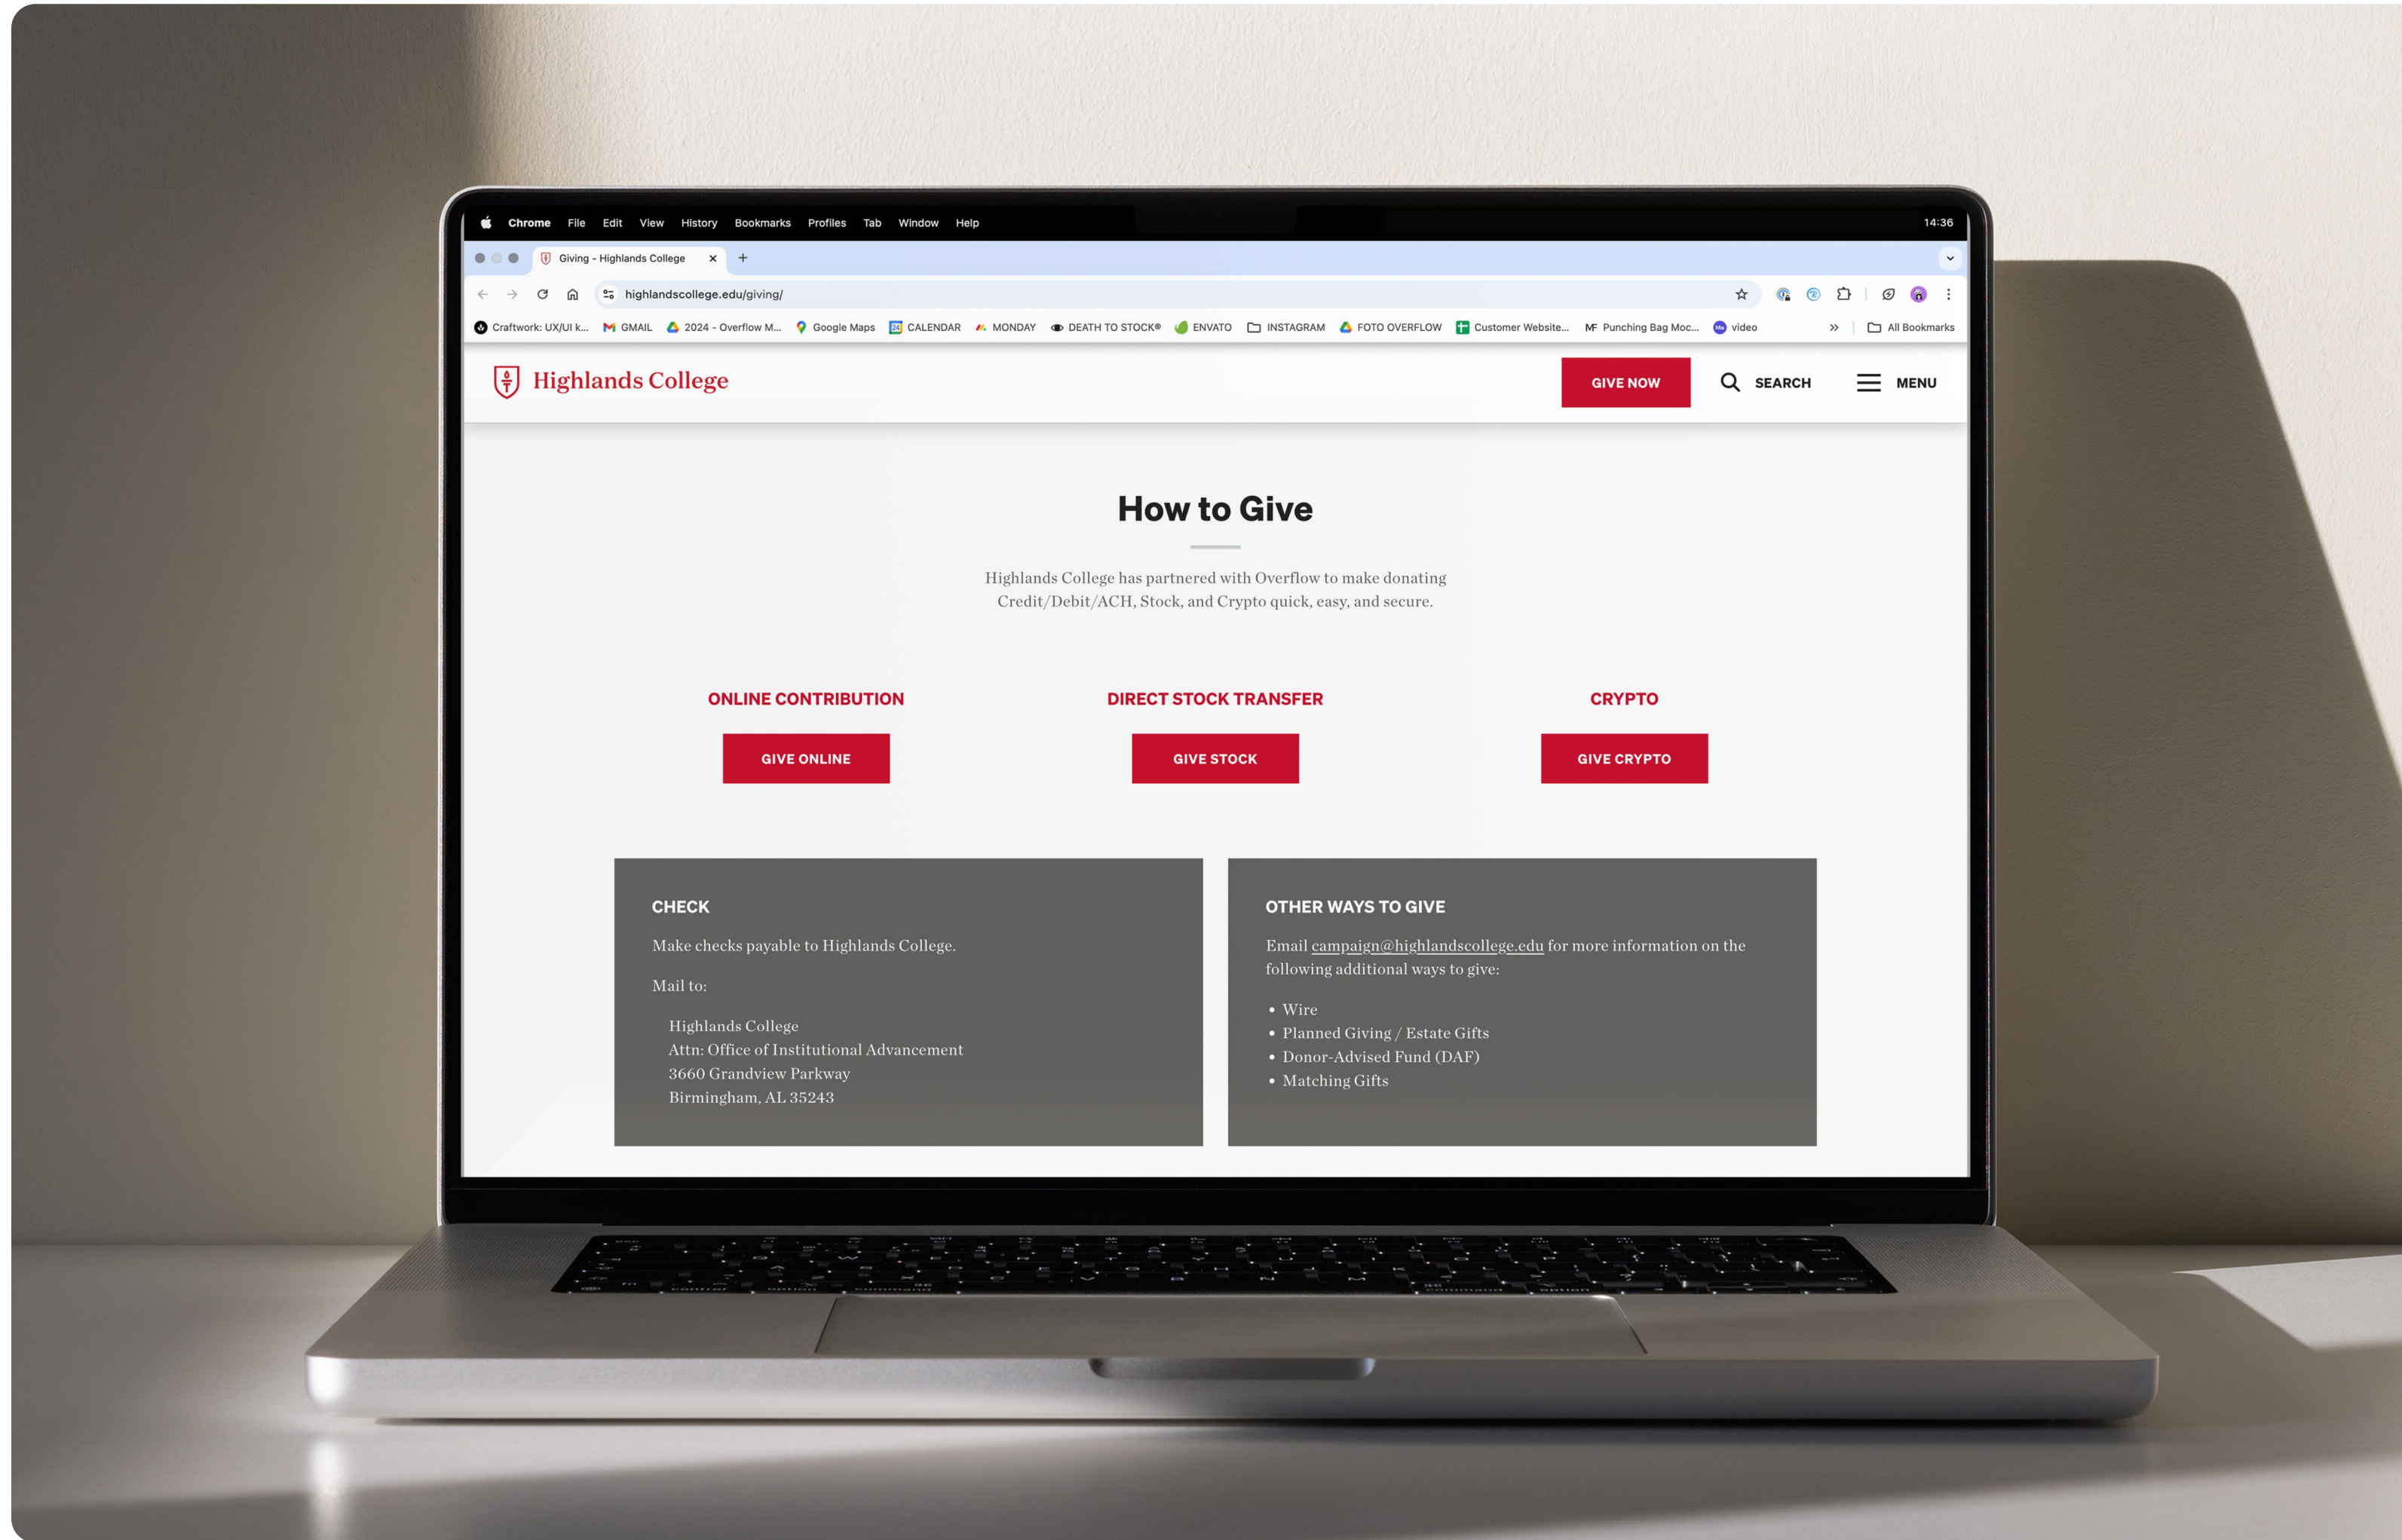 Chrome File Edit View History Bookmarks Profiles Tab Window Help 14:36
Giving - Highlands College
highlandscollege.edu/giving/
Craftwork: UX/UI k... GMAIL 2024 - Overflow M... Google Maps CALENDAR MONDAY DEATH TO STOCK® ENVATO INSTAGRAM FOTO OVERFLOW Customer Website... Punching Bag Moc... video All Bookmarks
Highlands College GIVE NOW SEARCH MENU
How to Give
Highlands College has partnered with Overflow to make donating
Credit/Debit/ACH, Stock, and Crypto quick, easy, and secure.
ONLINE CONTRIBUTION DIRECT STOCK TRANSFER CRYPTO
GIVE ONLINE GIVE STOCK GIVE CRYPTO
CHECK
Make checks payable to Highlands College.
Mail to:
Highlands College
Attn: Office of Institutional Advancement
3660 Grandview Parkway
Birmingham, AL 35243
OTHER WAYS TO GIVE
Email campaign@highlandscollege.edu for more information on the
following additional ways to give:
• Wire
• Planned Giving / Estate Gifts
• Donor-Advised Fund (DAF)
• Matching Gifts
control option command command option